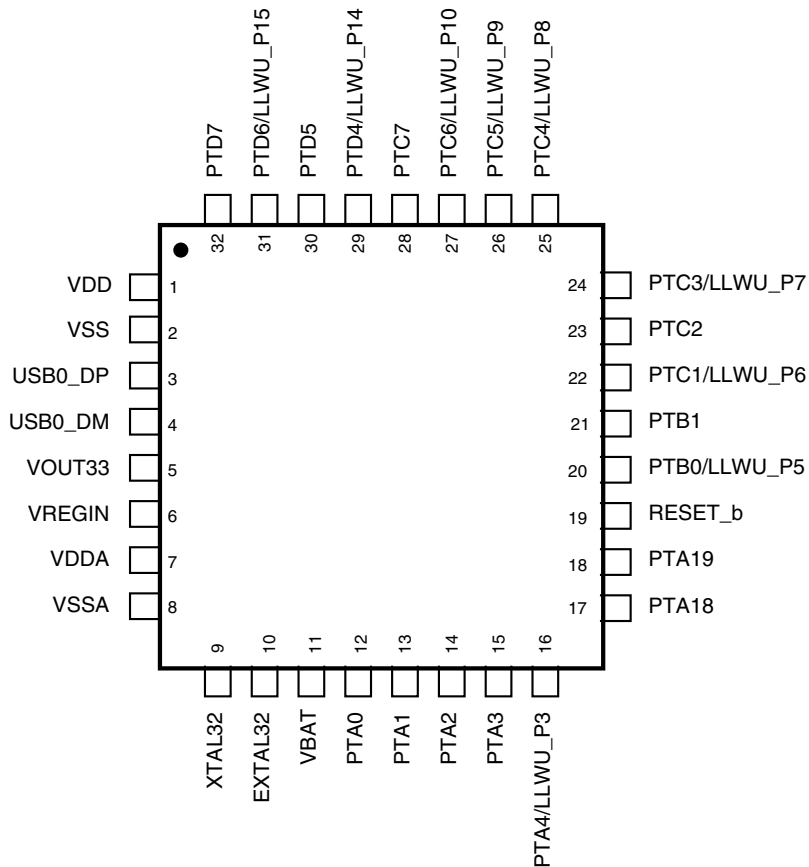 PTD7
PTD6/LLWU_P15
PTD5
PTD4/LLWU_P14
PTC7
PTC6/LLWU_P10
PTC5/LLWU_P9
PTC4/LLWU_P8
32
31
30
29
28
27
26
25
VDD 1
VSS 2
USB0_DP 3
USB0_DM 4
VOUT33 5
VREGIN 6
VDDA 7
VSSA 8
24 PTC3/LLWU_P7
23 PTC2
22 PTC1/LLWU_P6
21 PTB1
20 PTB0/LLWU_P5
19 RESET_b
18 PTA19
17 PTA18
9
10
11
12
13
14
15
16
XTAL32
EXTAL32
VBAT
PTA0
PTA1
PTA2
PTA3
PTA4/LLWU_P3